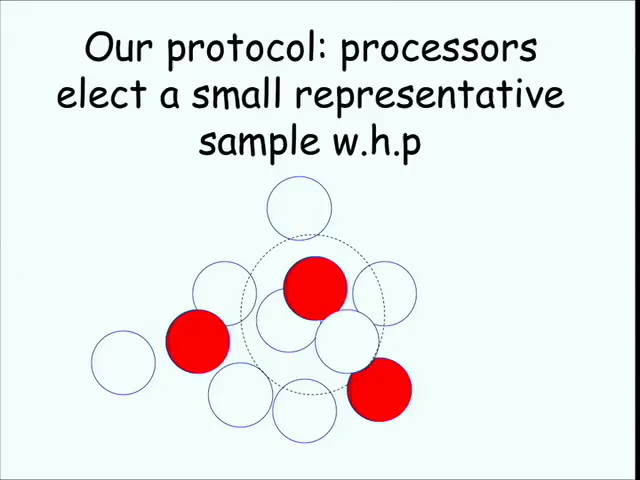 Our protocol: processors
elect a small representative
sample w.h.p